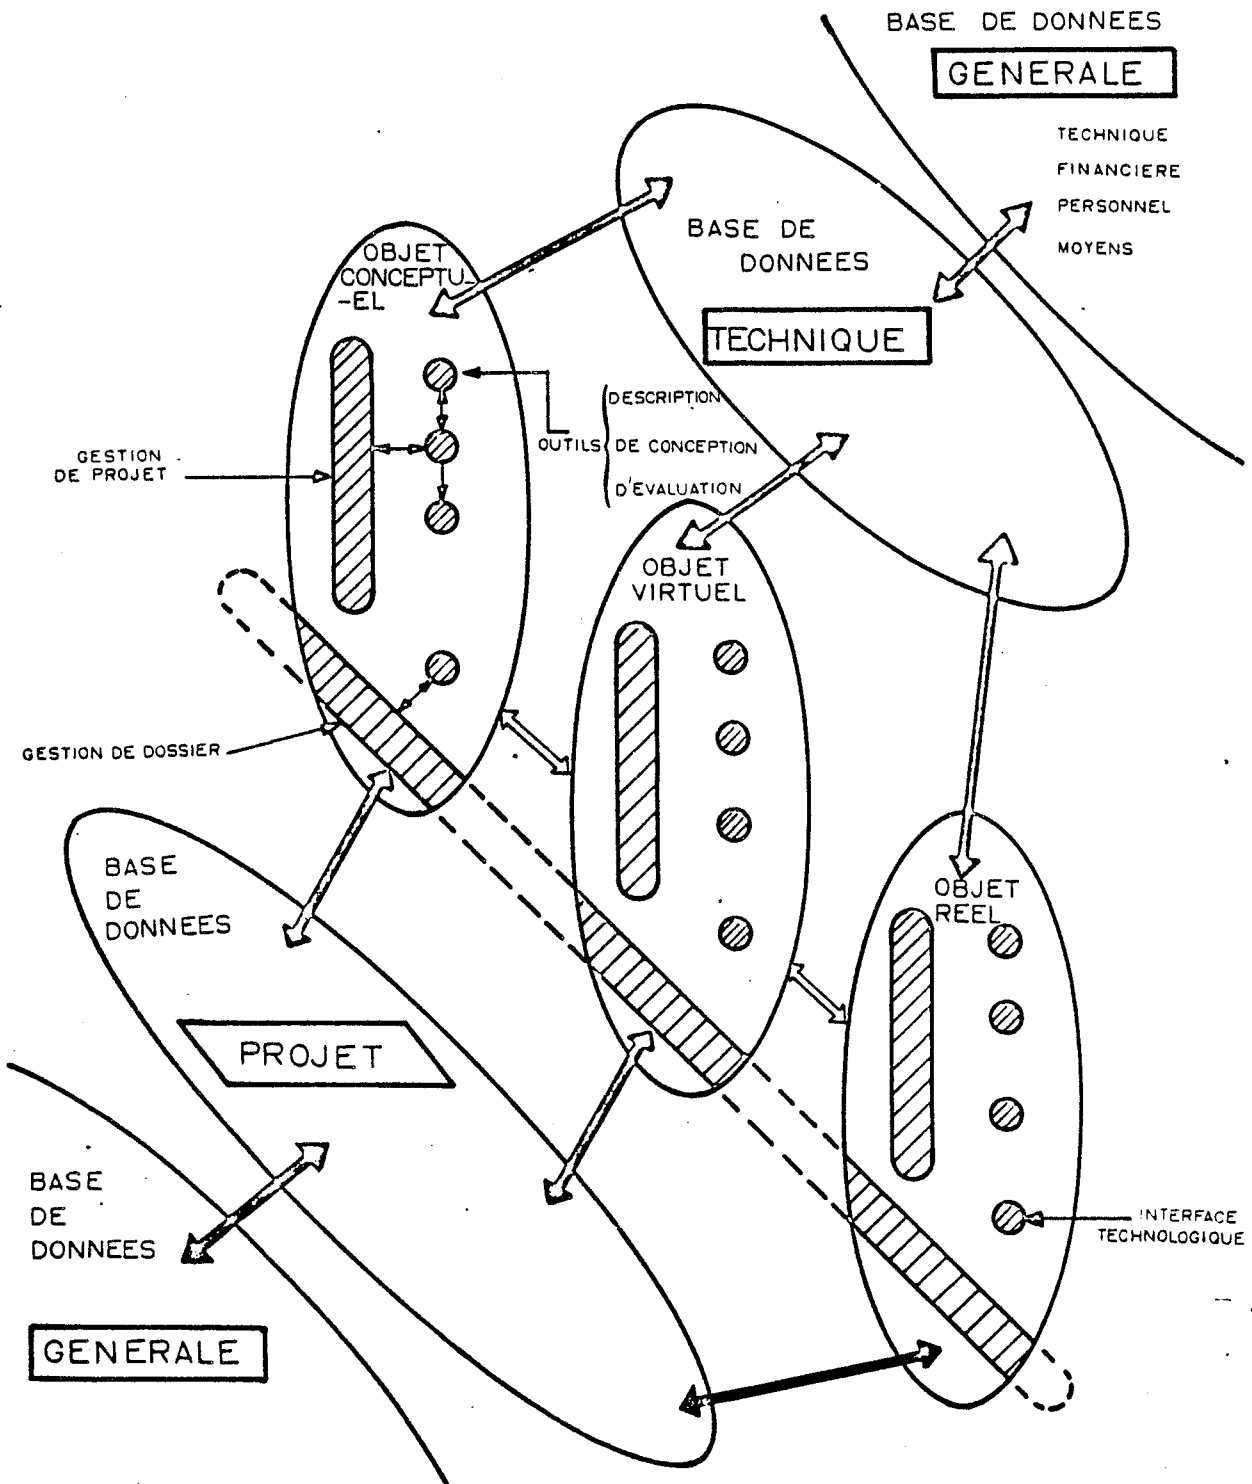 BASE DE DONNEES
GENERALE
TECHNIQUE
FINANCIERE
PERSONNEL
MOYENS
BASE DE
DONNEES
TECHNIQUE
OBJET
CONCEPTU-
-EL
DESCRIPTION
OUTILS DE CONCEPTION
D'EVALUATION
GESTION
DE PROJET
OBJET
VIRTUEL
GESTION DE DOSSIER
BASE
DE
DONNEES
OBJET
REEL
PROJET
BASE
DE
DONNEES
INTERFACE
TECHNOLOGIQUE
GENERALE